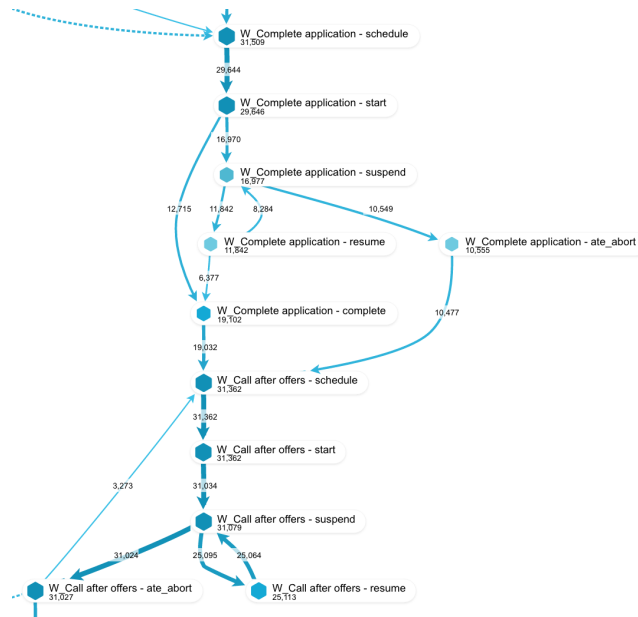 W_Complete application - schedule
31,509
29,644
W_Complete application - start
29,646
16,970
W_Complete application - suspend
16,977
12,715
11,842
8,284
10,549
W_Complete application - resume
11,842
W_Complete application - ate_abort
10,555
6,377
W_Complete application - complete
19,102
10,477
19,032
W_Call after offers - schedule
31,362
31,362
W_Call after offers - start
31,362
3,273
31,034
W_Call after offers - suspend
31,079
31,024
25,095
25,064
W_Call after offers - ate_abort
31,027
W_Call after offers - resume
25,113